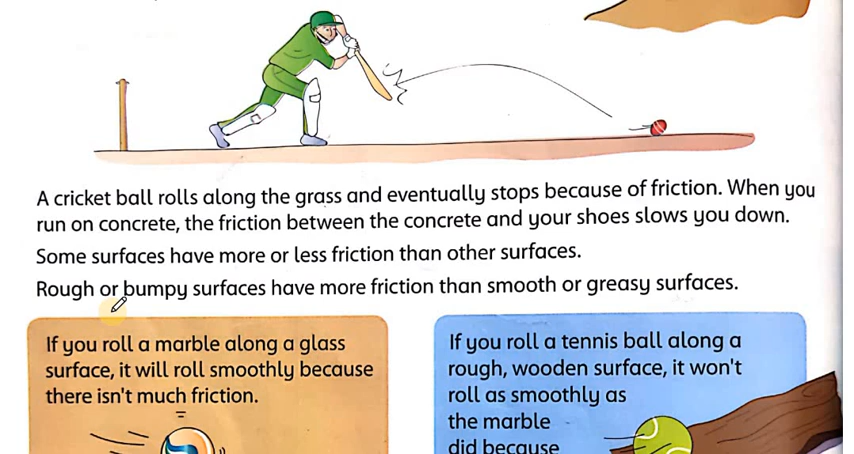 A cricket ball rolls along the grass and eventually stops because of friction. When you
run on concrete, the friction between the concrete and your shoes slows you down.
Some surfaces have more or less friction than other surfaces.
Rough or bumpy surfaces have more friction than smooth or greasy surfaces.
If you roll a marble along a glass
surface, it will roll smoothly because
there isn't much friction.
If you roll a tennis ball along a
rough, wooden surface, it won't
roll as smoothly as
the marble
did because